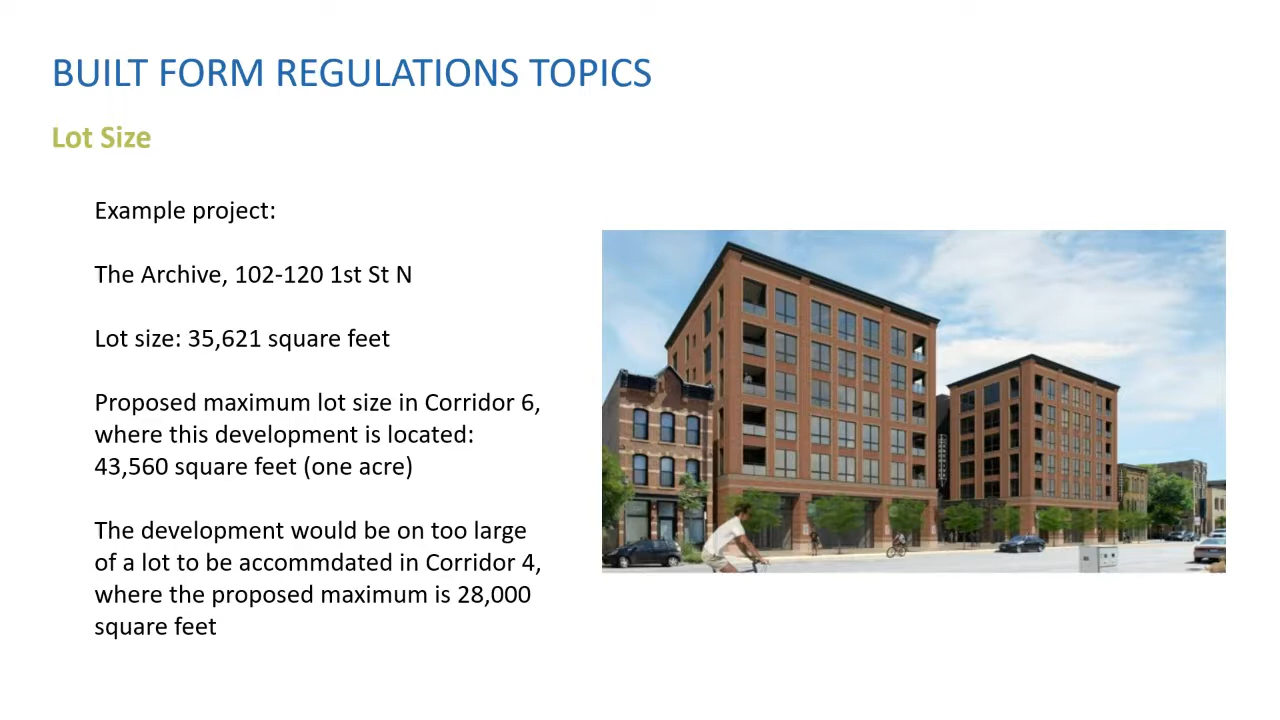 BUILT FORM REGULATIONS TOPICS
Lot Size
Example project:
The Archive, 102-120 1st St N
Lot size: 35,621 square feet
Proposed maximum lot size in Corridor 6,
where this development is located:
43,560 square feet (one acre)
The development would be on too large
of a lot to be accommdated in Corridor 4,
where the proposed maximum is 28,000
square feet